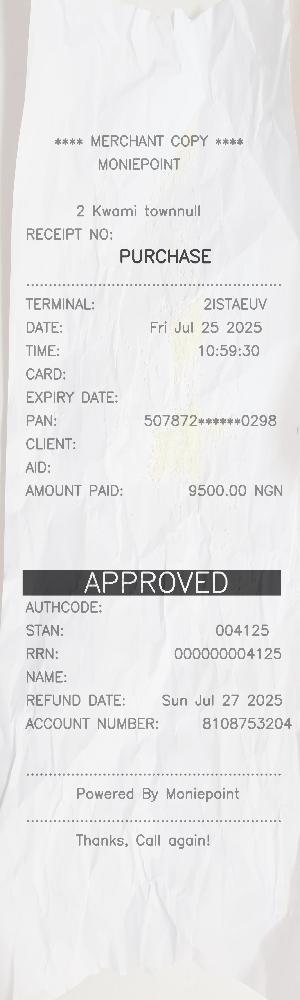 **** MERCHANT COPY ****
MONIEPOINT
2 Kwami townnull
RECEIPT NO:
PURCHASE
TERMINAL: 2ISTAEUV
DATE: Fri Jul 25 2025
TIME: 10:59:30
CARD:
EXPIRY DATE:
PAN: 507872******0298
CLIENT:
AID:
AMOUNT PAID: 9500.00 NGN
APPROVED
AUTHCODE:
STAN: 004125
RRN: 000000004125
NAME:
REFUND DATE: Sun Jul 27 2025
ACCOUNT NUMBER: 8108753204
Powered By Moniepoint
Thanks, Call again!